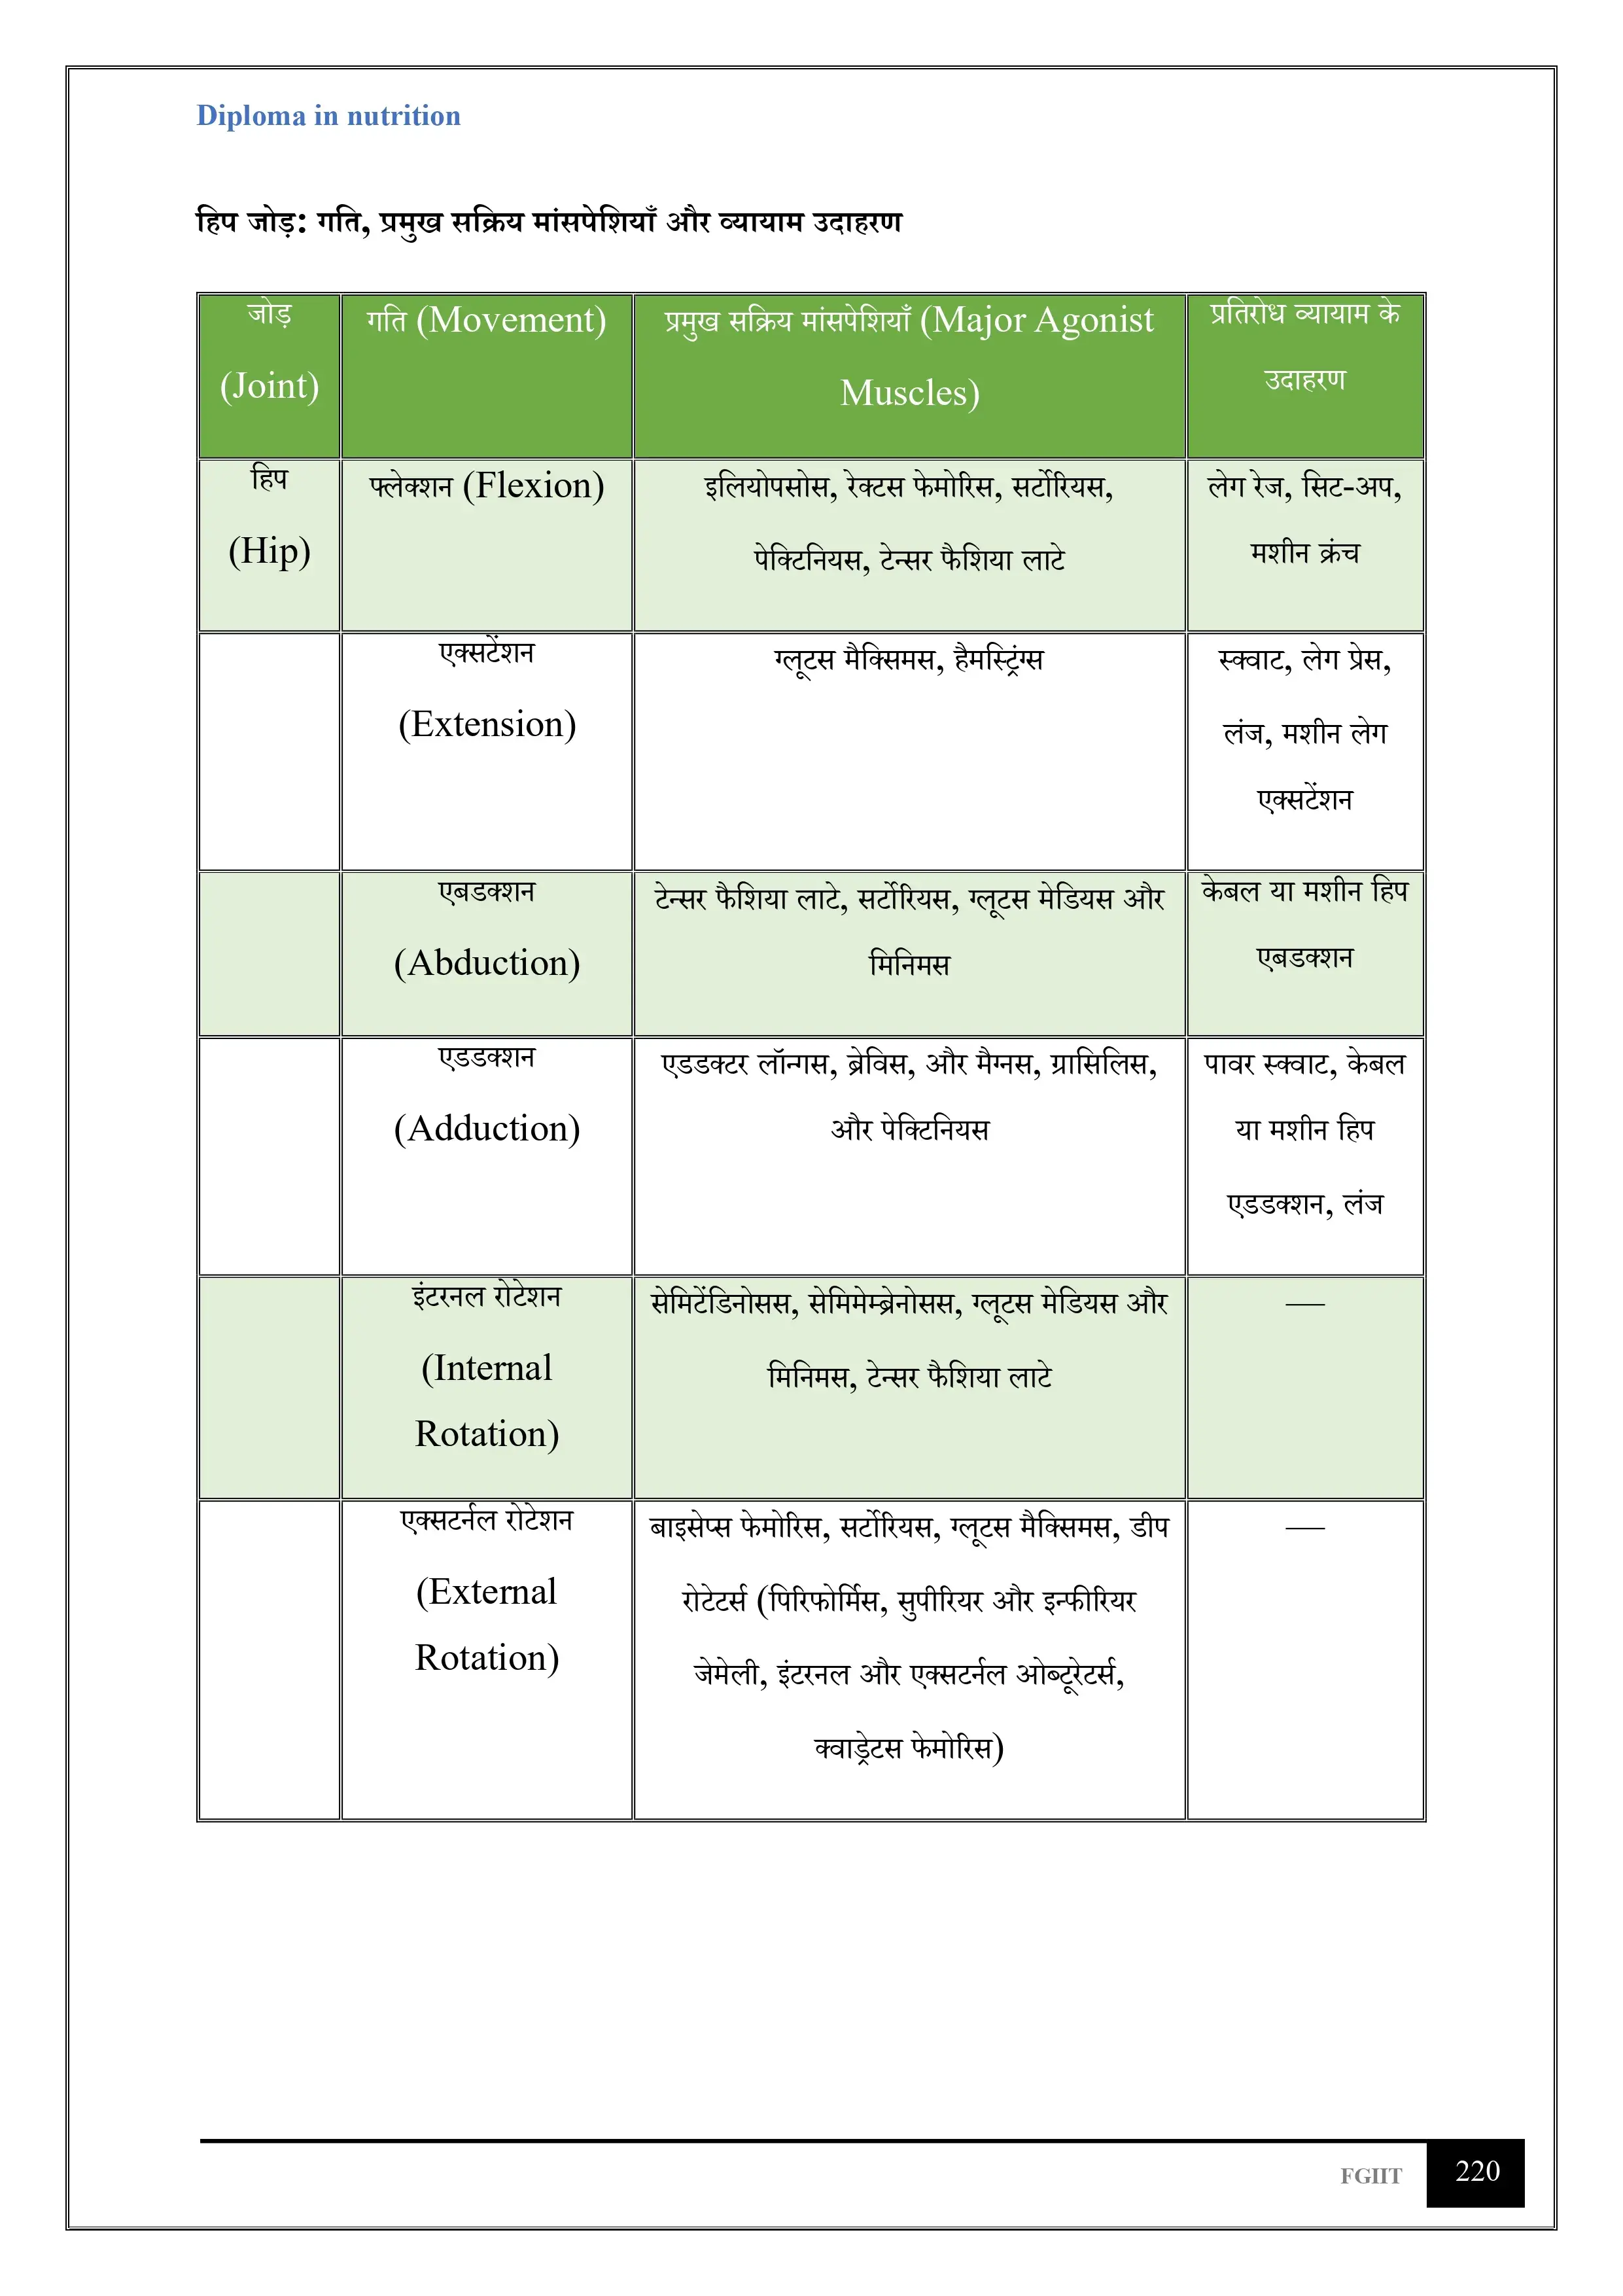 Diploma in nutrition
हिप जोड़: गति, प्रमुख सक्रिय मांसपेशियाँ और व्यायाम उदाहरण
जोड़
(Joint)
गति (Movement)
प्रमुख सक्रिय मांसपेशियाँ (Major Agonist
Muscles)
प्रतिरोध व्यायाम के
उदाहरण
हिप
(Hip)
फ्लेक्शन (Flexion)
इलियोपसोस, रेक्टस फेमोरिस, सर्टोरियस,
पेक्टिनियस, टेन्सर फैशिया लाटे
लेग रेज, सिट-अप,
मशीन क्रंच
एक्सटेंशन
(Extension)
ग्लूटस मैक्सिमस, हैमस्ट्रिंग्स
स्क्वाट, लेग प्रेस,
लंज, मशीन लेग
एक्सटेंशन
एबडक्शन
(Abduction)
टेन्सर फैशिया लाटे, सर्टोरियस, ग्लूटस मेडियस और
मिनिमस
केबल या मशीन हिप
एबडक्शन
एडडक्शन
(Adduction)
एडडक्टर लॉन्गस, ब्रेविस, और मैग्नस, ग्रासिलिस,
और पेक्टिनियस
पावर स्क्वाट, केबल
या मशीन हिप
एडडक्शन, लंज
इंटरनल रोटेशन
(Internal
Rotation)
सेमिटेंडिनोसस, सेमिमेम्ब्रेनोसस, ग्लूटस मेडियस और
मिनिमस, टेन्सर फैशिया लाटे
—
एक्सटर्नल रोटेशन
(External
Rotation)
बाइसेप्स फेमोरिस, सर्टोरियस, ग्लूटस मैक्सिमस, डीप
रोटेटर्स (पिरिफोर्मिस, सुपीरियर और इन्फीरियर
जेमेली, इंटरनल और एक्सटर्नल ओब्टूरेटर्स,
क्वाड्रेटस फेमोरिस)
—
FGIIT
220